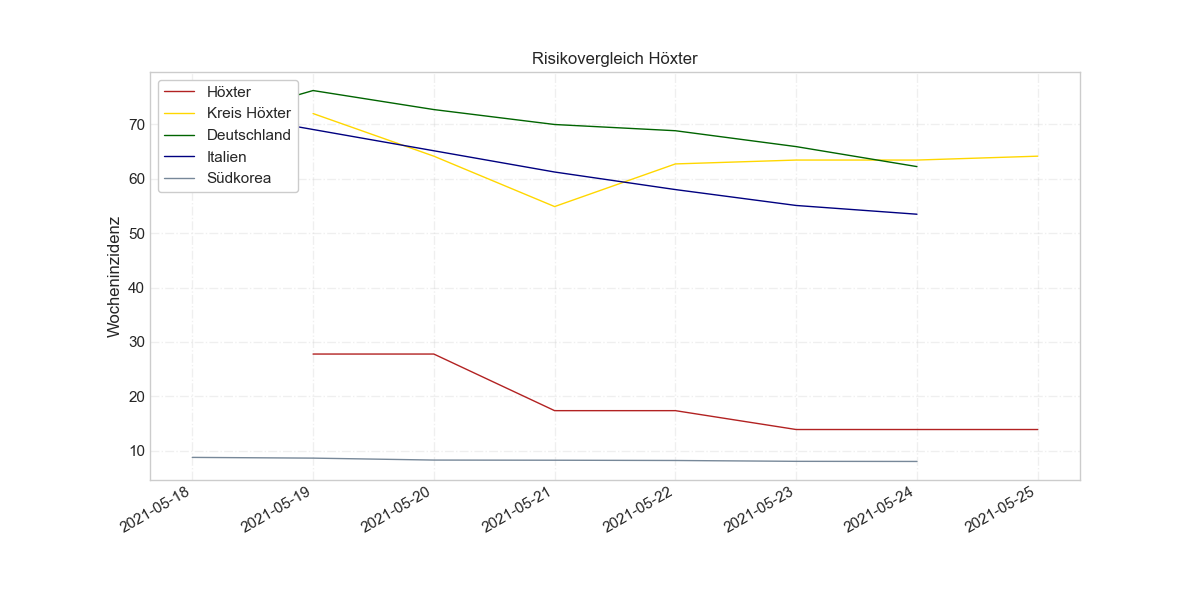 Risikovergleich Höxter
Höxter
Kreis Höxter
Deutschland
Italien
Südkorea
Wocheninzidenz
70
60
50
40
30
20
10
2021-05-18
2021-05-19
2021-05-20
2021-05-21
2021-05-22
2021-05-23
2021-05-24
2021-05-25